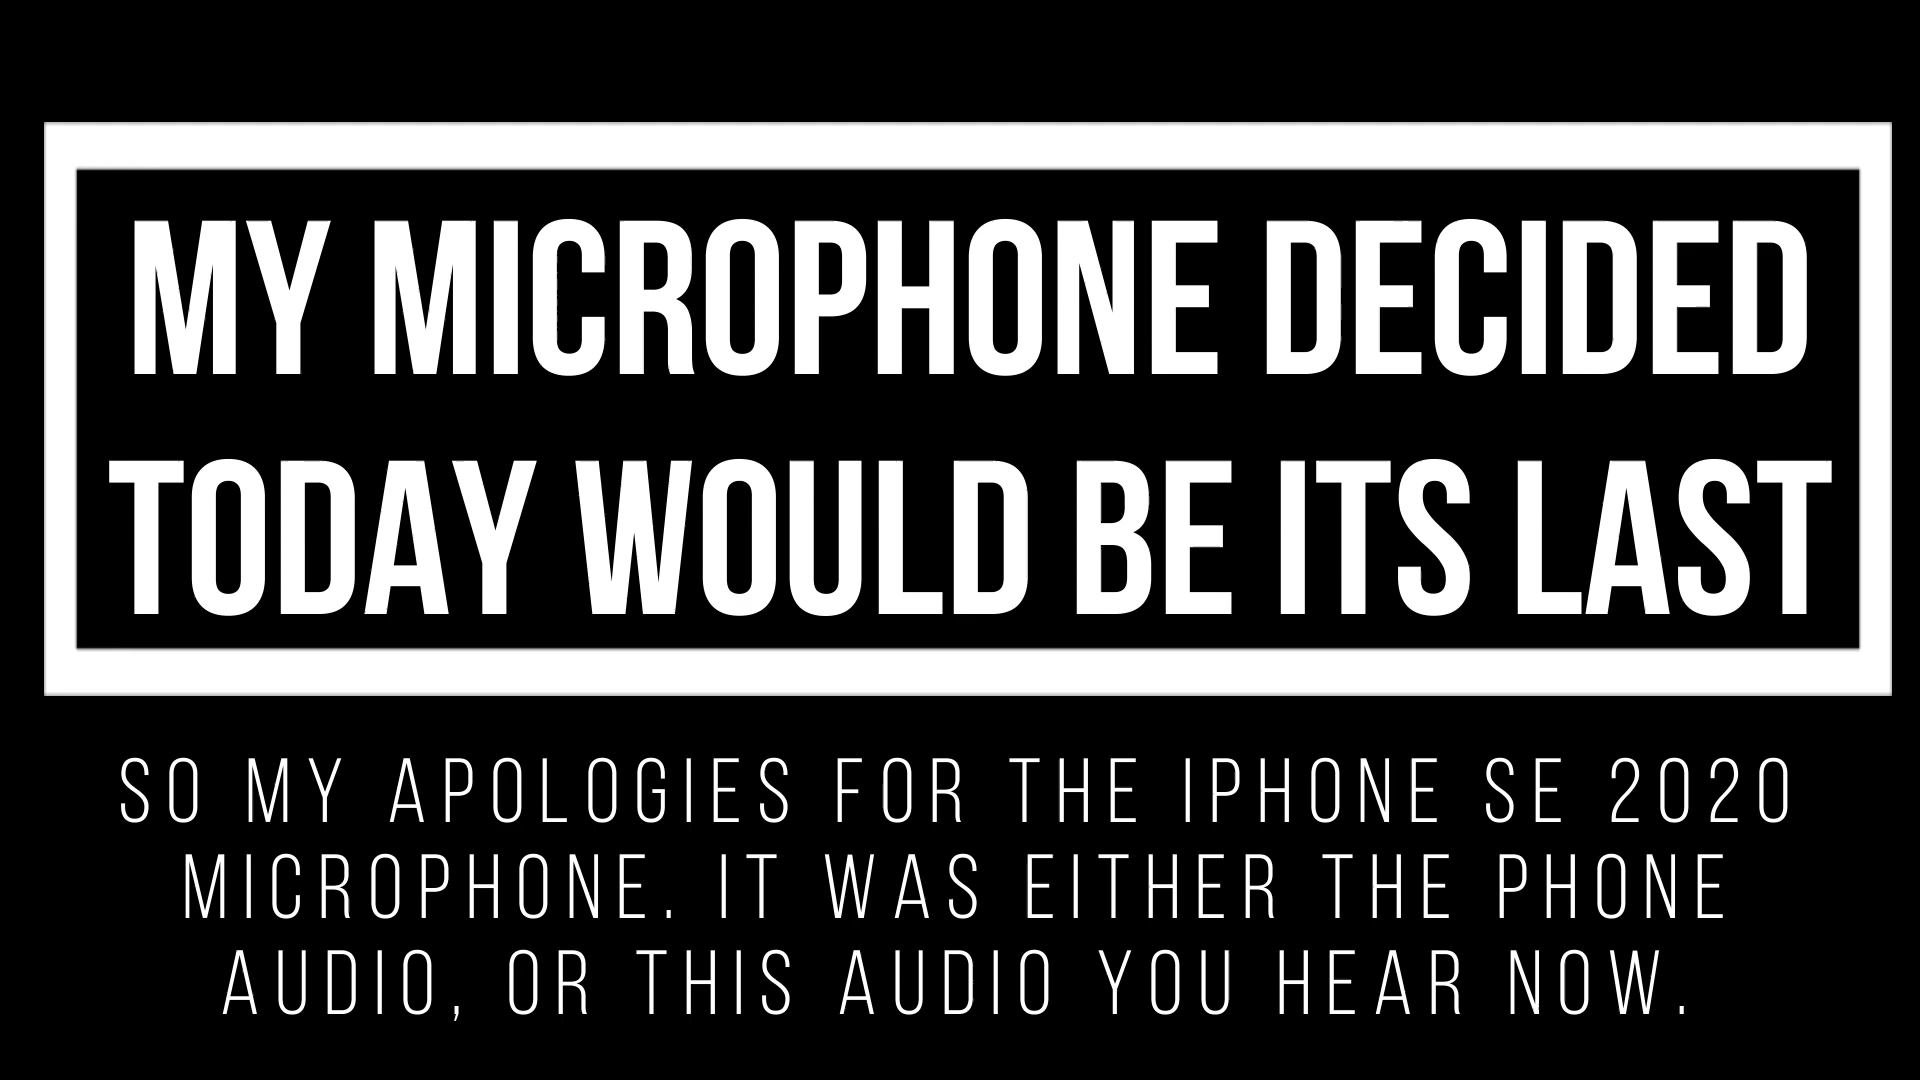 MY MICROPHONE DECIDED
TODAY WOULD BE ITS LAST
SO MY APOLOGIES FOR THE IPHONE SE 2020
MICROPHONE. IT WAS EITHER THE PHONE
AUDIO, OR THIS AUDIO YOU HEAR NOW.